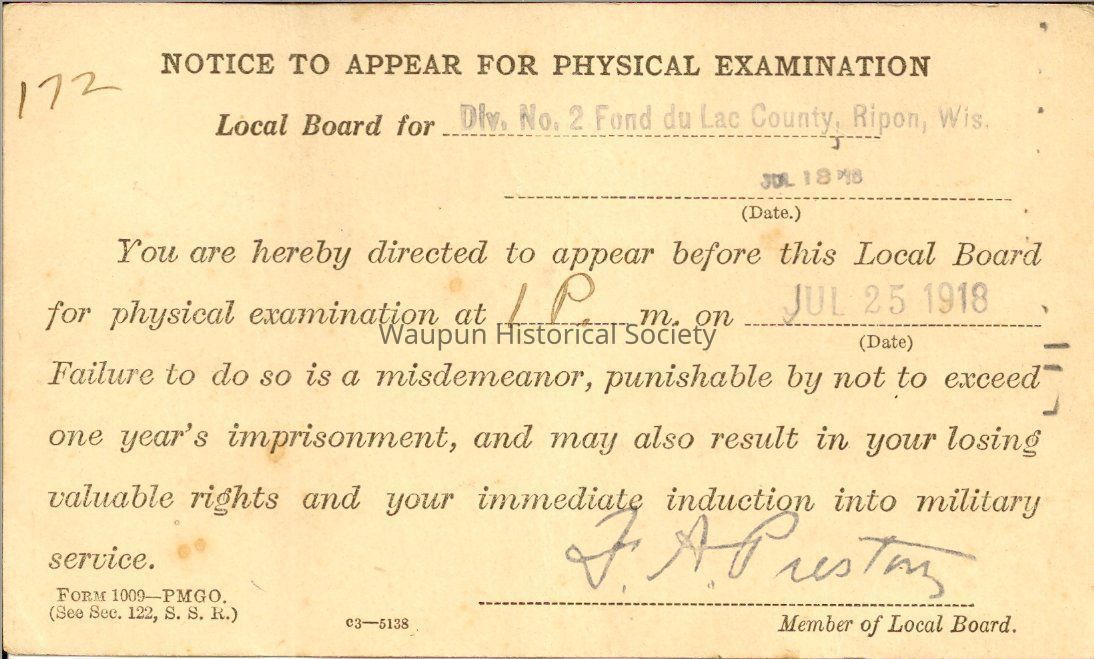 NOTICE TO APPEAR FOR PHYSICAL EXAMINATION
172
Local Board for Div. No. 2 Fond du Lac County, Ripon, Wis.
JUL 18 '18
(Date.)
You are hereby directed to appear before this Local Board
for physical examination at 1 P. m. on JUL 25 1918
Waupun Historical Society
(Date)
Failure to do so is a misdemeanor, punishable by not to exceed
one year's imprisonment, and may also result in your losing
valuable rights and your immediate induction into military
service.
F. A. Preston
FORM 1009—PMGO.
(See Sec. 122, S. S. R.)
c3—5138
Member of Local Board.